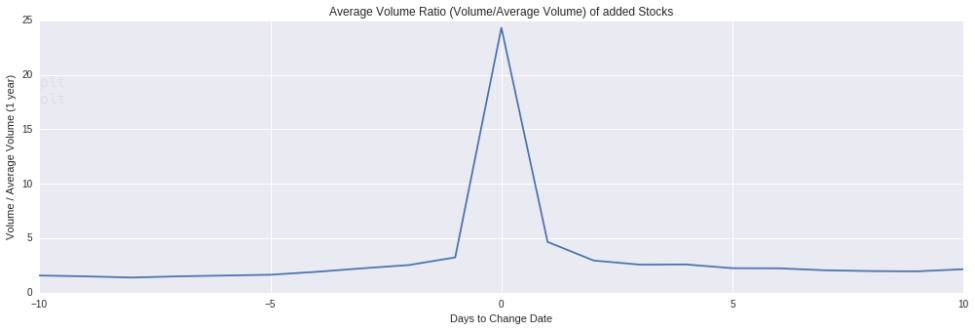 Average Volume Ratio (Volume/Average Volume) of added Stocks
Volume / Average Volume (1 year)
25
20
15
10
5
0
plt
plt
−10
−5
0
5
10
Days to Change Date